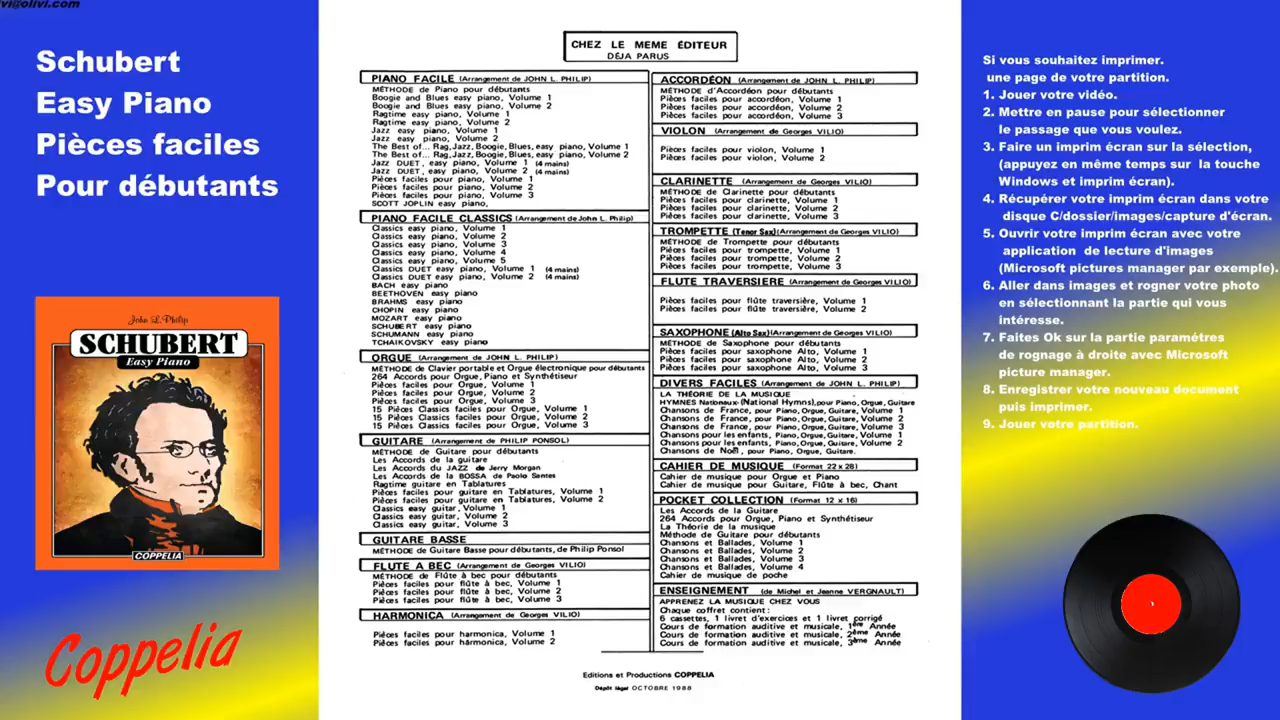 vi@olivi.com
Schubert
Easy Piano
Pièces faciles
Pour débutants
John L. Philip
SCHUBERT
Easy Piano
COPPELIA
Coppelia
CHEZ LE MEME ÉDITEUR
DÉJA PARUS
PIANO FACILE (Arrangement de JOHN L. PHILIP)
MÉTHODE de Piano pour débutants
Boogie and Blues easy piano, Volume 1
Boogie and Blues easy piano, Volume 2
Ragtime easy piano, Volume 1
Ragtime easy piano, Volume 2
Jazz easy piano, Volume 1
Jazz easy piano, Volume 2
The Best of... Rag, Jazz, Boogie, Blues, easy piano, Volume 1
The Best of... Rag, Jazz, Boogie, Blues, easy piano, Volume 2
Jazz DUET, easy piano, Volume 1 (4 mains)
Jazz DUET, easy piano, Volume 2 (4 mains)
Pièces faciles pour piano, Volume 1
Pièces faciles pour piano, Volume 2
Pièces faciles pour piano, Volume 3
SCOTT JOPLIN easy piano,
PIANO FACILE CLASSICS (Arrangement de John L. Philip)
Classics easy piano, Volume 1
Classics easy piano, Volume 2
Classics easy piano, Volume 3
Classics easy piano, Volume 4
Classics easy piano, Volume 5
Classics DUET easy piano, Volume 1 (4 mains)
Classics DUET easy piano, Volume 2 (4 mains)
BACH easy piano
BEETHOVEN easy piano
BRAHMS easy piano
CHOPIN easy piano
MOZART easy piano
SCHUBERT easy piano
SCHUMANN easy piano
TCHAIKOVSKY easy piano
ORGUE (Arrangement de JOHN L. PHILIP)
MÉTHODE de Clavier portable et Orgue électronique pour débutants
264 Accords pour Orgue, Piano et Synthétiseur
Pièces faciles pour Orgue, Volume 1
Pièces faciles pour Orgue, Volume 2
Pièces faciles pour Orgue, Volume 3
15 Pièces Classics faciles pour Orgue, Volume 1
15 Pièces Classics faciles pour Orgue, Volume 2
15 Pièces Classics faciles pour Orgue, Volume 3
GUITARE (Arrangement de PHILIP PONSOL)
MÉTHODE de Guitare pour débutants
Les Accords de la guitare
Les Accords du JAZZ de Jerry Morgan
Les Accords de la BOSSA de Paolo Santes
Ragtime guitare en Tablatures
Pièces faciles pour guitare en Tablatures, Volume 1
Pièces faciles pour guitare en Tablatures, Volume 2
Classics easy guitar, Volume 1
Classics easy guitar, Volume 2
Classics easy guitar, Volume 3
GUITARE BASSE
MÉTHODE de Guitare Basse pour débutants, de Philip Ponsol
FLUTE A BEC (Arrangement de Georges VILIO)
MÉTHODE de Flûte à bec pour débutants
Pièces faciles pour flûte à bec, Volume 1
Pièces faciles pour flûte à bec, Volume 2
Pièces faciles pour flûte à bec, Volume 3
HARMONICA (Arrangement de Georges VILIO)
Pièces faciles pour harmonica, Volume 1
Pièces faciles pour harmonica, Volume 2
ACCORDÉON (Arrangement de JOHN L. PHILIP)
MÉTHODE d'Accordéon pour débutants
Pièces faciles pour accordéon, Volume 1
Pièces faciles pour accordéon, Volume 2
Pièces faciles pour accordéon, Volume 3
VIOLON (Arrangement de Georges VILIO)
Pièces faciles pour violon, Volume 1
Pièces faciles pour violon, Volume 2
CLARINETTE (Arrangement de Georges VILIO)
MÉTHODE de Clarinette pour débutants
Pièces faciles pour clarinette, Volume 1
Pièces faciles pour clarinette, Volume 2
Pièces faciles pour clarinette, Volume 3
TROMPETTE (Tenor Sax)(Arrangement de Georges VILIO)
MÉTHODE de Trompette pour débutants
Pièces faciles pour trompette, Volume 1
Pièces faciles pour trompette, Volume 2
Pièces faciles pour trompette, Volume 3
FLUTE TRAVERSIERE (Arrangement de Georges VILIO)
Pièces faciles pour flûte traversière, Volume 1
Pièces faciles pour flûte traversière, Volume 2
SAXOPHONE (Alto Sax)(Arrangement de Georges VILIO)
MÉTHODE de Saxophone pour débutants
Pièces faciles pour saxophone Alto, Volume 1
Pièces faciles pour saxophone Alto, Volume 2
Pièces faciles pour saxophone Alto, Volume 3
DIVERS FACILES (Arrangement de JOHN L. PHILIP)
LA THÉORIE DE LA MUSIQUE
HYMNES Nationaux-(National Hymns), pour Piano, Orgue, Guitare
Chansons de France, pour Piano, Orgue, Guitare, Volume 1
Chansons de France, pour Piano, Orgue, Guitare, Volume 2
Chansons de France, pour Piano, Orgue, Guitare, Volume 3
Chansons pour les enfants, Piano, Orgue, Guitare, Volume 1
Chansons pour les enfants, Piano, Orgue, Guitare, Volume 2
Chansons de Noël, pour Piano, Orgue, Guitare.
CAHIER DE MUSIQUE (Format 22 x 28)
Cahier de musique pour Orgue et Piano
Cahier de musique pour Guitare, Flûte à bec, Chant
POCKET COLLECTION (Format 12 x 16)
Les Accords de la Guitare
264 Accords pour Orgue, Piano et Synthétiseur
La Théorie de la musique
Méthode de Guitare pour débutants
Chansons et Ballades, Volume 1
Chansons et Ballades, Volume 2
Chansons et Ballades, Volume 3
Chansons et Ballades, Volume 4
Cahier de musique de poche
ENSEIGNEMENT (de Michel et Jeanne VERGNAULT)
APPRENEZ LA MUSIQUE CHEZ VOUS
Chaque coffret contient :
6 cassettes, 1 livret d'exercices et 1 livret corrigé
Cours de formation auditive et musicale, 1ère Année
Cours de formation auditive et musicale, 2ème Année
Cours de formation auditive et musicale, 3ème Année
Editions et Productions COPPELIA
Dépôt légal OCTOBRE 1988
Si vous souhaitez imprimer.
une page de votre partition.
1. Jouer votre vidéo.
2. Mettre en pause pour sélectionner
le passage que vous voulez.
3. Faire un imprim écran sur la sélection,
(appuyez en même temps sur la touche
Windows et imprim écran).
4. Récupérer votre imprim écran dans votre
disque C/dossier/images/capture d'écran.
5. Ouvrir votre imprim écran avec votre
application de lecture d'images
(Microsoft pictures manager par exemple).
6. Aller dans images et rogner votre photo
en sélectionnant la partie qui vous
intéresse.
7. Faites Ok sur la partie paramétres
de rognage à droite avec Microsoft
picture manager.
8. Enregistrer votre nouveau document
puis imprimer.
9. Jouer votre partition.